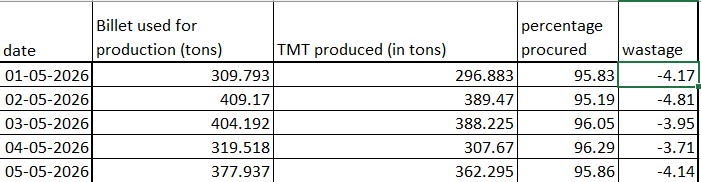 date Billet used for production (tons) TMT produced (in tons) percentage procured wastage
01-05-2026 309.793 296.883 95.83 -4.17
02-05-2026 409.17 389.47 95.19 -4.81
03-05-2026 404.192 388.225 96.05 -3.95
04-05-2026 319.518 307.67 96.29 -3.71
05-05-2026 377.937 362.295 95.86 -4.14